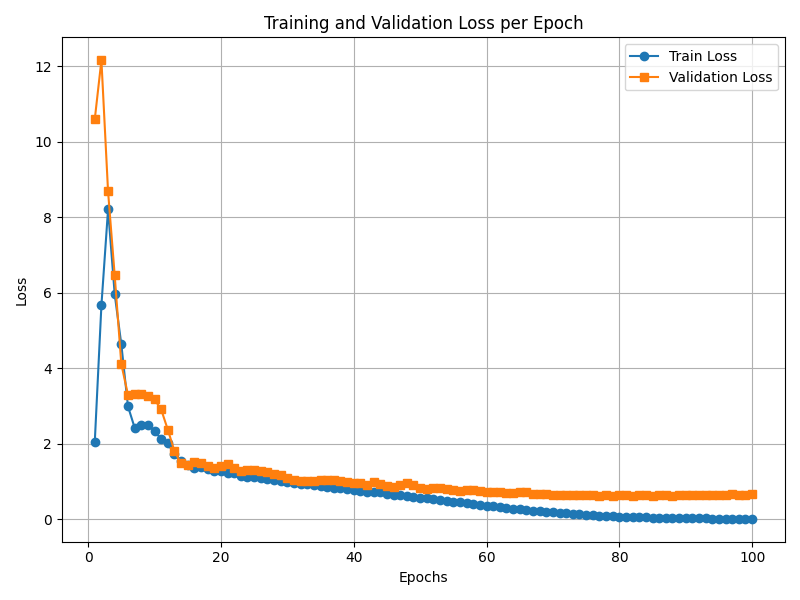 Training and Validation Loss per Epoch
Train Loss
Validation Loss
Loss
12
10
8
6
4
2
0
0 20 40 60 80 100
Epochs